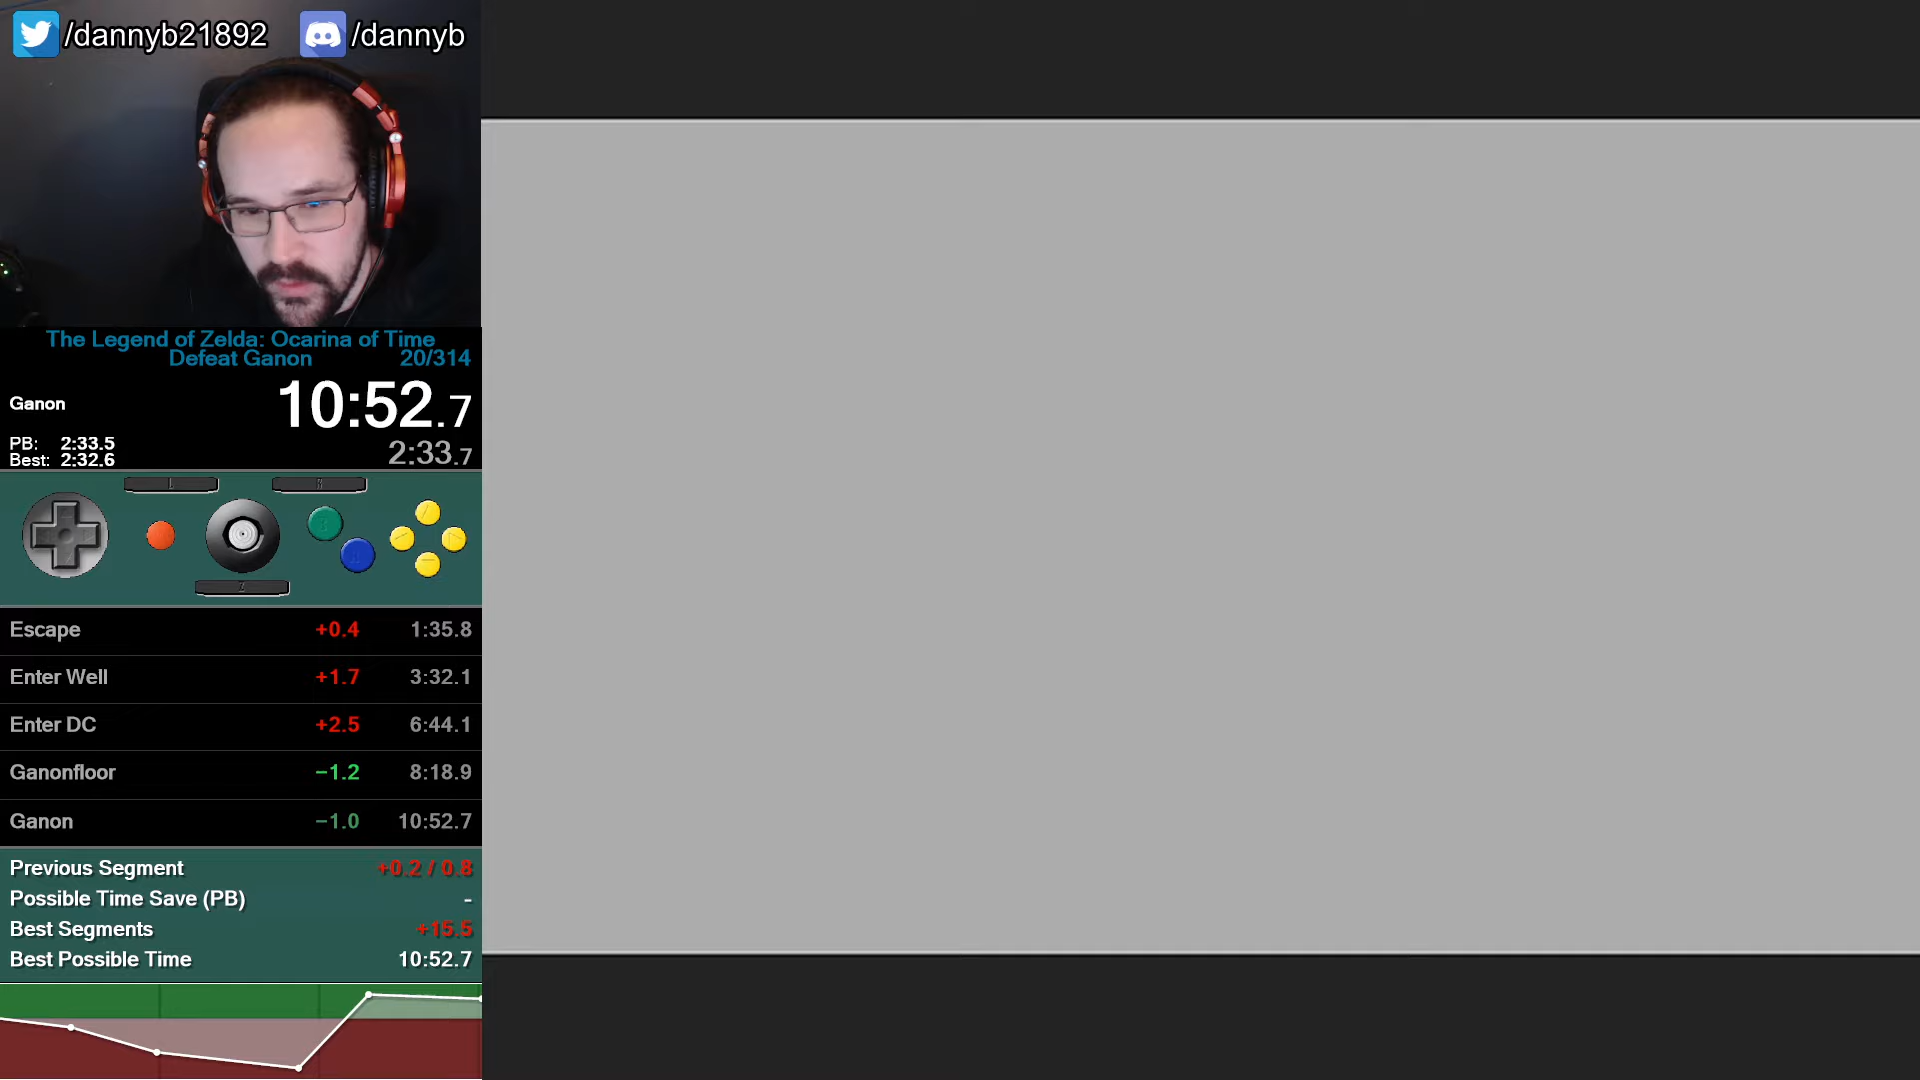 /dannyb21892 /dannyb
The Legend of Zelda: Ocarina of Time
Defeat Ganon 20/314
Ganon 10:52.7
PB: 2:33.5
Best: 2:32.6 2:33.7
L R
Z
Escape +0.4 1:35.8
Enter Well +1.7 3:32.1
Enter DC +2.5 6:44.1
Ganonfloor −1.2 8:18.9
Ganon −1.0 10:52.7
Previous Segment +0.2 / 0.8
Possible Time Save (PB) -
Best Segments +15.5
Best Possible Time 10:52.7